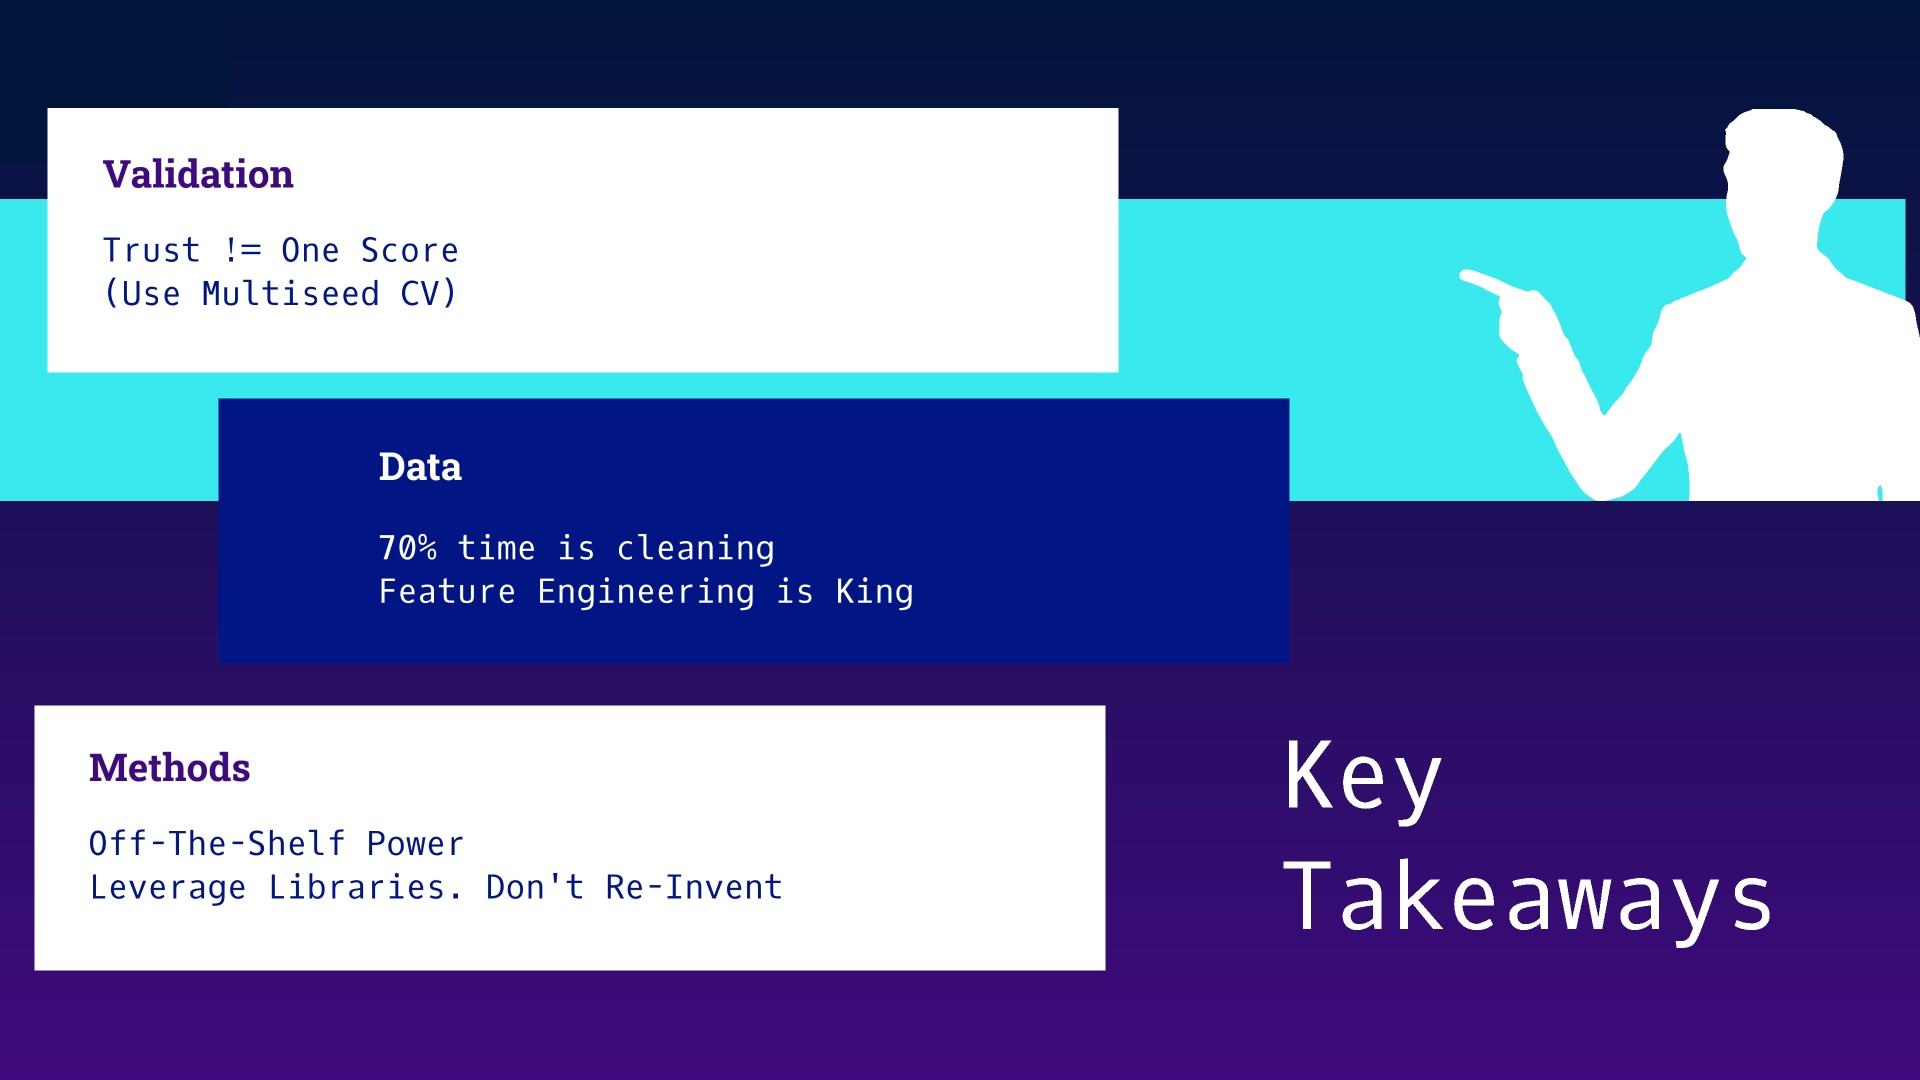 Validation
Trust != One Score
(Use Multiseed CV)
Data
70% time is cleaning
Feature Engineering is King
Methods
Off-The-Shelf Power
Leverage Libraries. Don't Re-Invent
Key
Takeaways